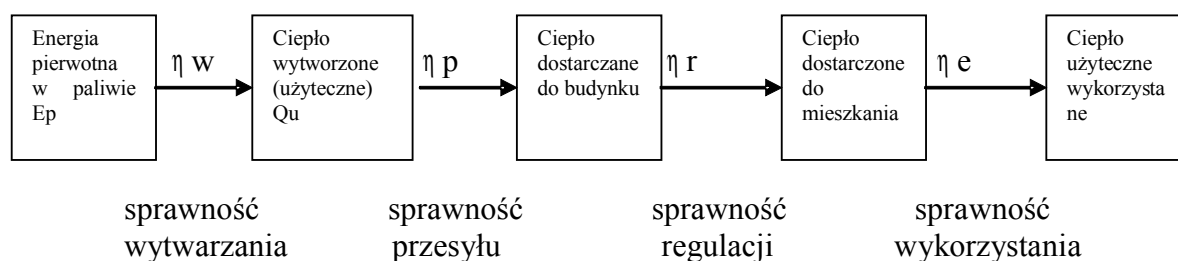 Energia
pierwotna
w paliwie
Ep
η w
Ciepło
wytworzone
(użyteczne)
Qu
η p
Ciepło
dostarczane
do budynku
η r
Ciepło
dostarczone
do
mieszkania
η e
Ciepło
użyteczne
wykorzysta
ne
sprawność
wytwarzania
sprawność
przesyłu
sprawność
regulacji
sprawność
wykorzystania